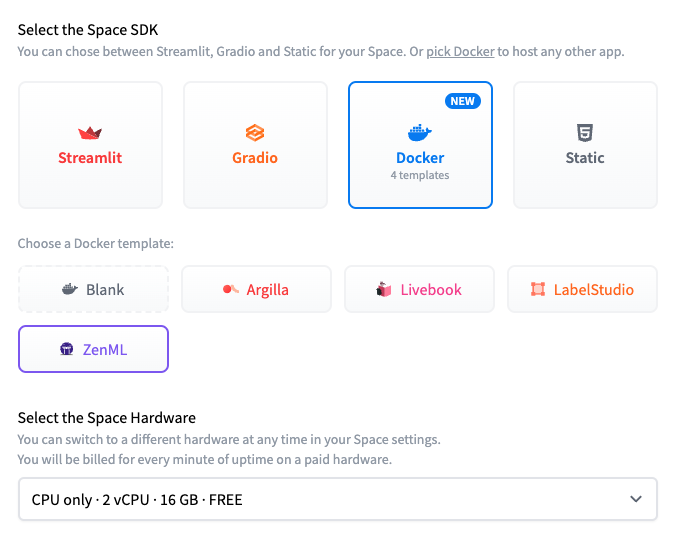 Select the Space SDK
You can chose between Streamlit, Gradio and Static for your Space. Or pick Docker to host any other app.
NEW
Streamlit
Gradio
Docker
4 templates
Static
Choose a Docker template:
Blank
Argilla
Livebook
LabelStudio
ZenML
Select the Space Hardware
You can switch to a different hardware at any time in your Space settings.
You will be billed for every minute of uptime on a paid hardware.
CPU only · 2 vCPU · 16 GB · FREE